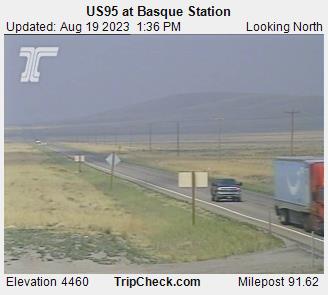 US95 at Basque Station
Updated: Aug 19 2023 1:36 PM Looking North
Elevation 4460 TripCheck.com Milepost 91.62